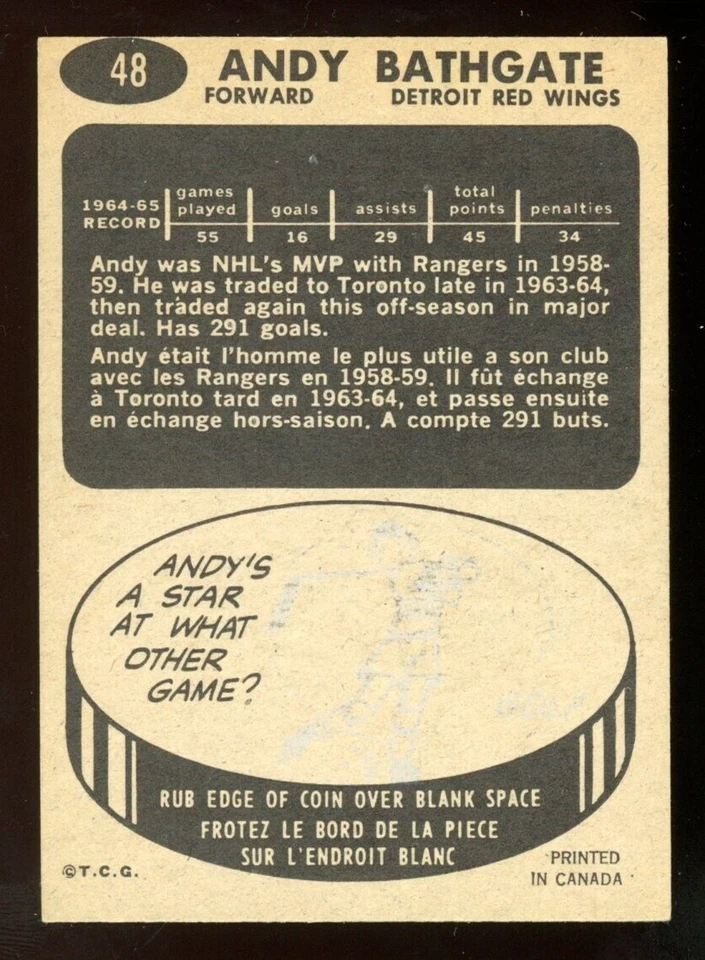 48
ANDY BATHGATE
FORWARD DETROIT RED WINGS
1964-65 RECORD
games played goals assists total points penalties
55 16 29 45 34
Andy was NHL's MVP with Rangers in 1958-
59. He was traded to Toronto late in 1963-64,
then traded again this off-season in major
deal. Has 291 goals.
Andy était l'homme le plus utile a son club
avec les Rangers en 1958-59. Il fût échange
à Toronto tard en 1963-64, et passe ensuite
en échange hors-saison. A compte 291 buts.
ANDY'S
A STAR
AT WHAT
OTHER
GAME?
GOLF
RUB EDGE OF COIN OVER BLANK SPACE
FROTEZ LE BORD DE LA PIECE
SUR L'ENDROIT BLANC
©T.C.G.
PRINTED
IN CANADA